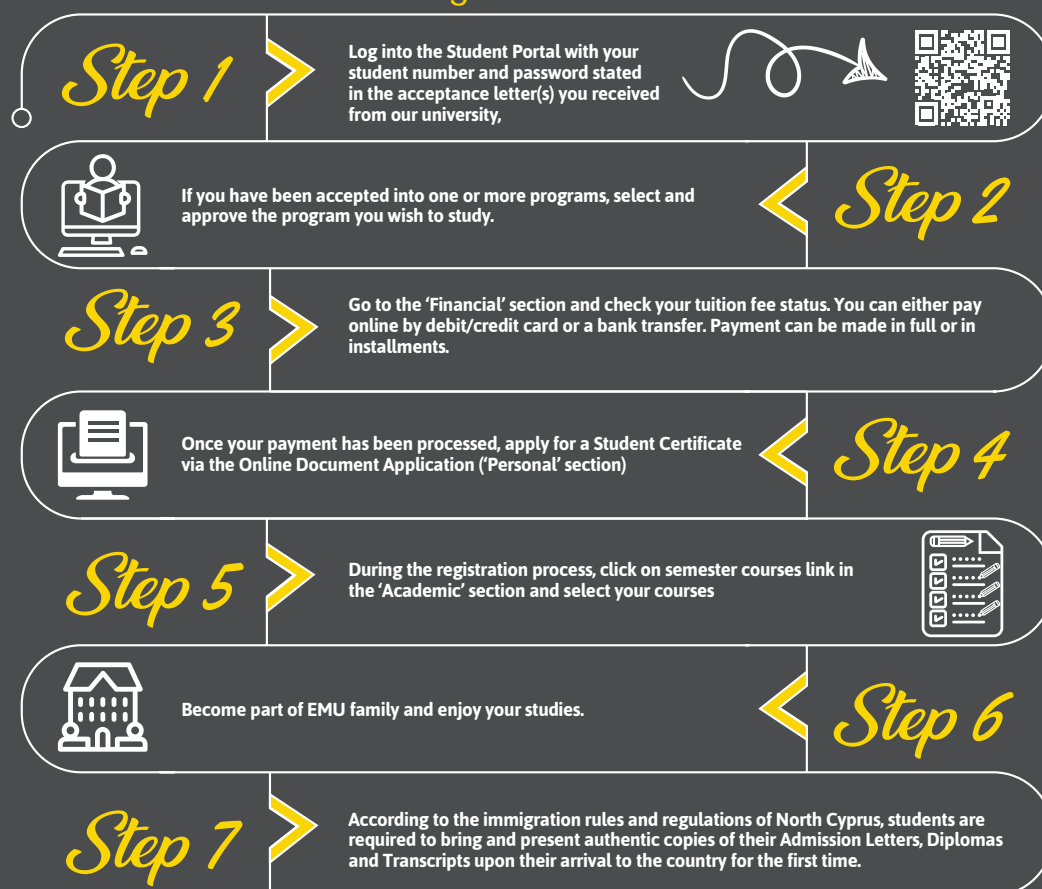 Step 1
Log into the Student Portal with your
student number and password stated
in the acceptance letter(s) you received
from our university,
If you have been accepted into one or more programs, select and
approve the program you wish to study.
Step 2
Step 3
Go to the ‘Financial’ section and check your tuition fee status. You can either pay
online by debit/credit card or a bank transfer. Payment can be made in full or in
installments.
Once your payment has been processed, apply for a Student Certificate
via the Online Document Application (‘Personal’ section)
Step 4
Step 5
During the registration process, click on semester courses link in
the ‘Academic’ section and select your courses
Become part of EMU family and enjoy your studies.
Step 6
Step 7
According to the immigration rules and regulations of North Cyprus, students are
required to bring and present authentic copies of their Admission Letters, Diplomas
and Transcripts upon their arrival to the country for the first time.